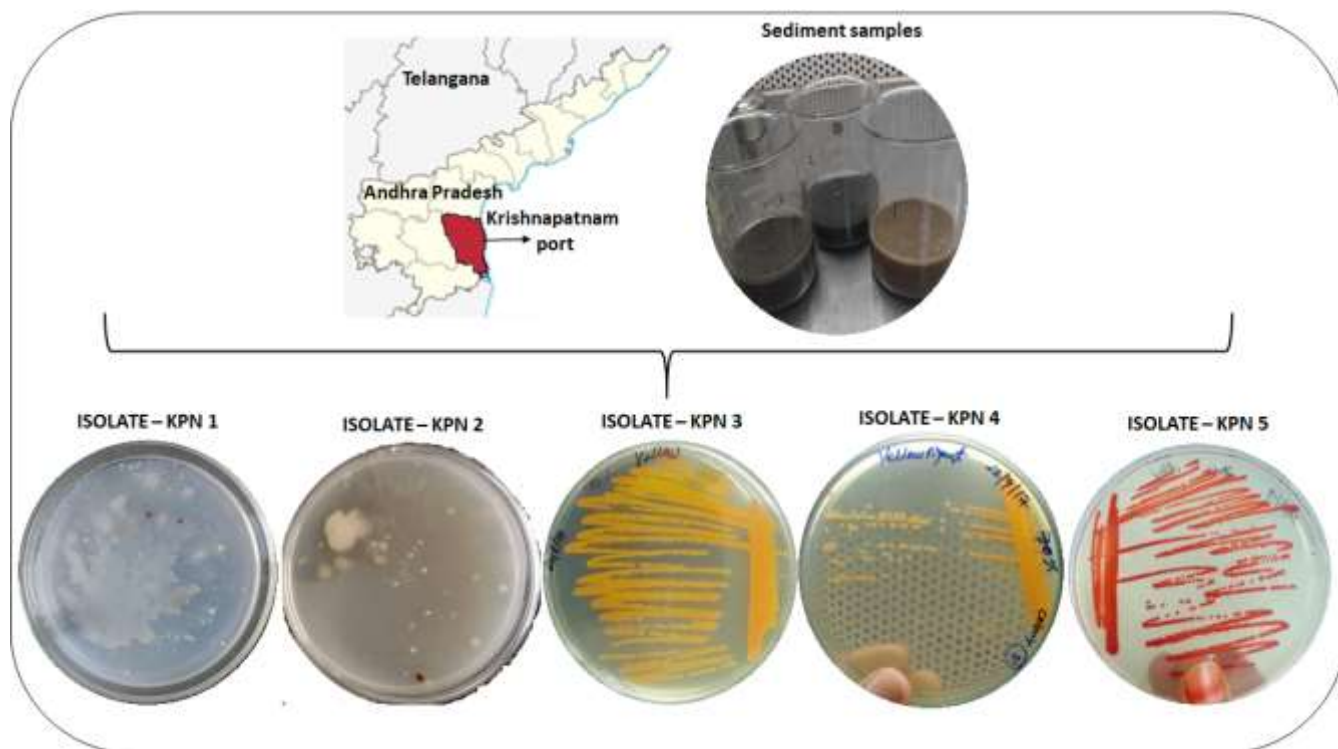 Sediment samples
Telangana
Andhra Pradesh
Krishnapatnam
port
ISOLATE – KPN 1
ISOLATE – KPN 2
ISOLATE – KPN 3
ISOLATE – KPN 4
ISOLATE – KPN 5
Yellow